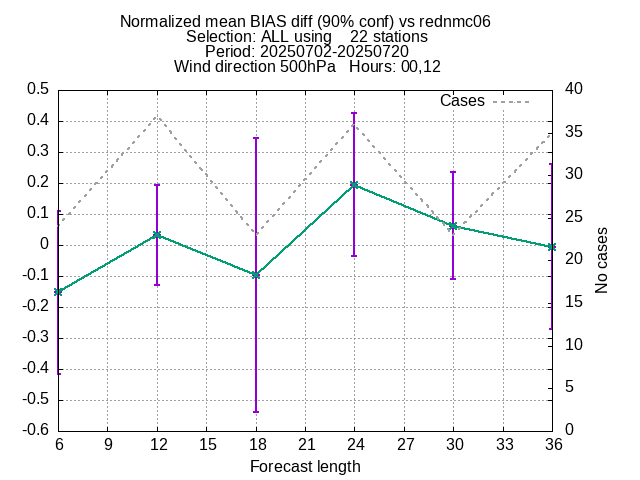 Normalized mean BIAS diff (90% conf) vs rednmc06
Selection: ALL using    22 stations
Period: 20250702-20250720
Wind direction 500hPa   Hours: 00,12
Cases
0.5
0.4
0.3
0.2
0.1
0
-0.1
-0.2
-0.3
-0.4
-0.5
-0.6
40
35
30
25
20
15
10
5
0
No cases
6 9 12 15 18 21 24 27 30 33 36
Forecast length